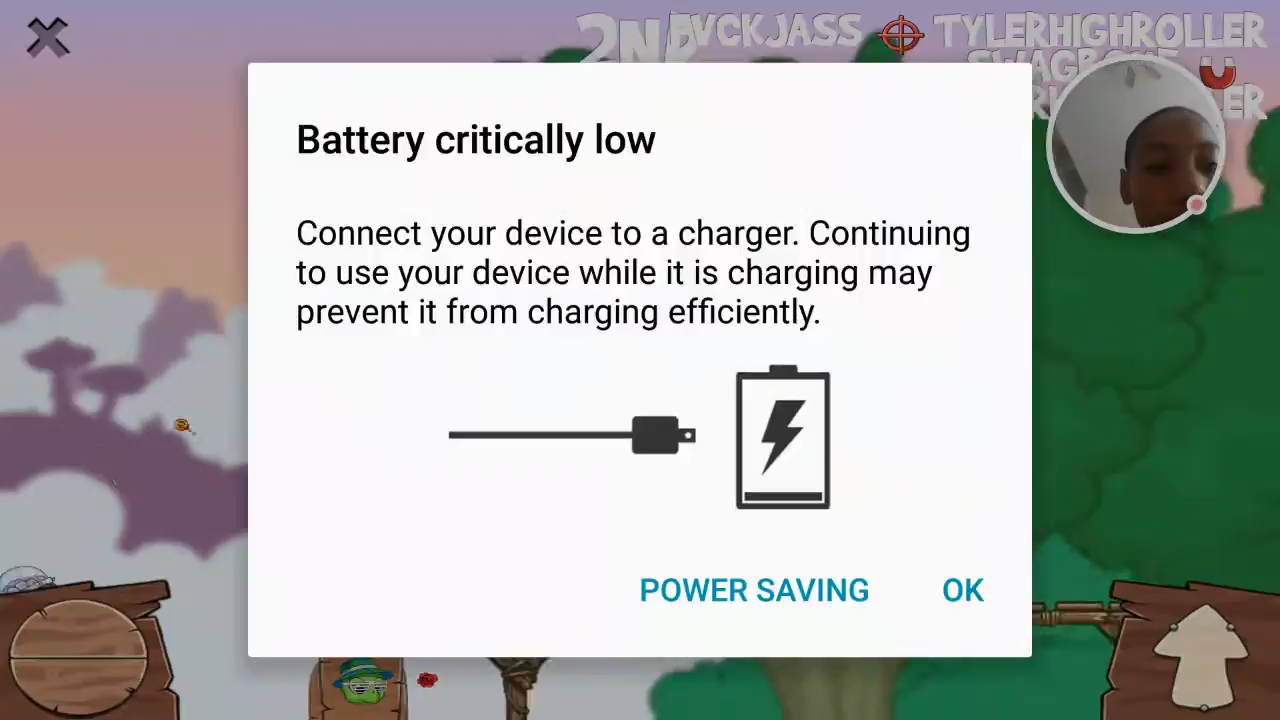 2ND
TYLERHIGHROLLER
Battery critically low
Connect your device to a charger. Continuing
to use your device while it is charging may
prevent it from charging efficiently.
POWER SAVING
OK